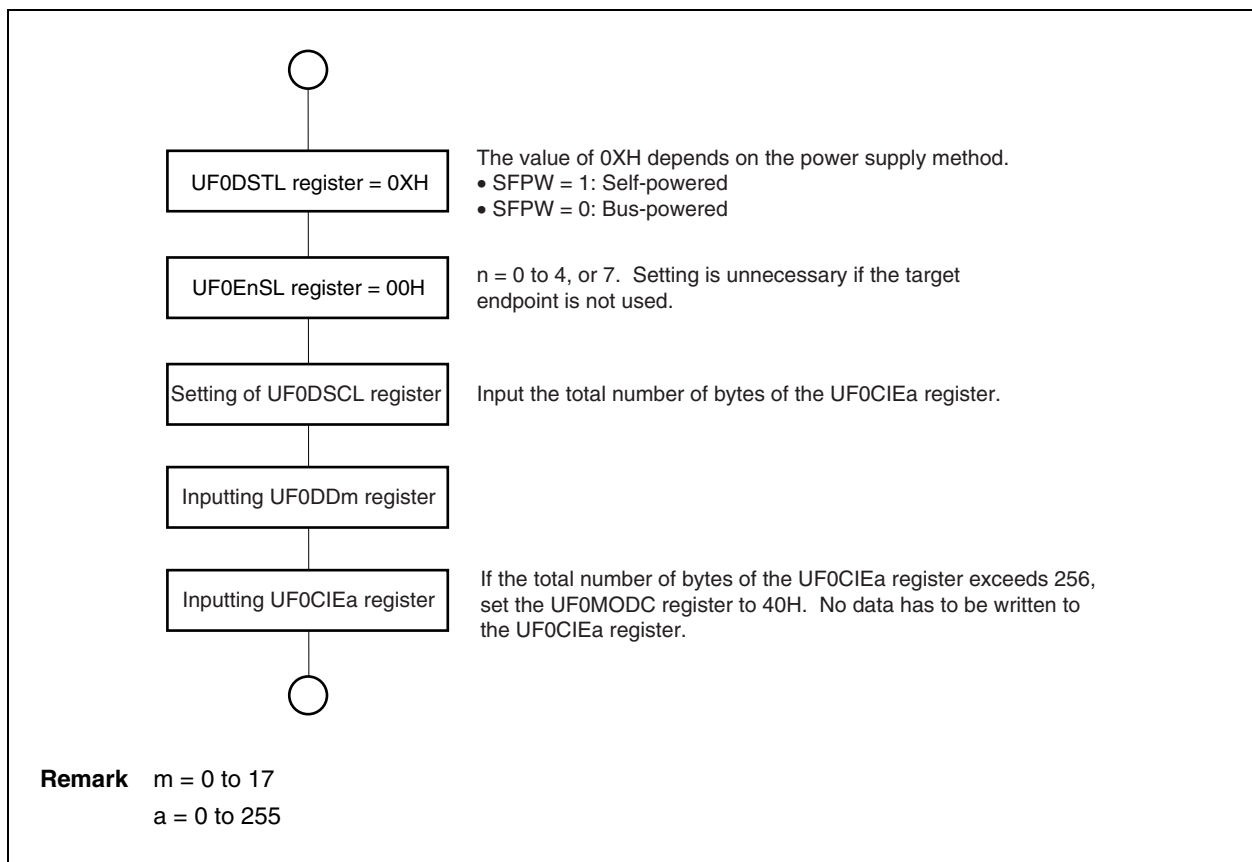 UF0DSTL register = 0XH
The value of 0XH depends on the power supply method.
• SFPW = 1: Self-powered
• SFPW = 0: Bus-powered
UF0EnSL register = 00H
n = 0 to 4, or 7. Setting is unnecessary if the target
endpoint is not used.
Setting of UF0DSCL register
Input the total number of bytes of the UF0CIEa register.
Inputting UF0DDm register
Inputting UF0CIEa register
If the total number of bytes of the UF0CIEa register exceeds 256,
set the UF0MODC register to 40H. No data has to be written to
the UF0CIEa register.
Remark m = 0 to 17
a = 0 to 255